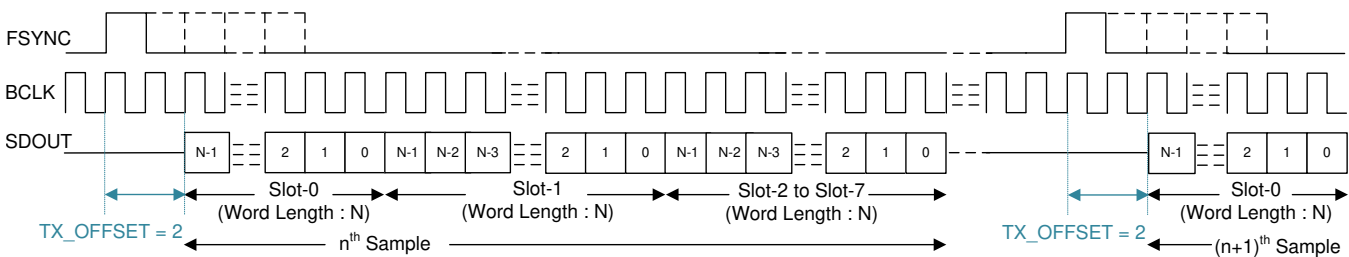 FSYNC
BCLK
SDOUT N-1 2 1 0 N-1 N-2 N-3 2 1 0 N-1 N-2 N-3 2 1 0 N-1 2 1 0
Slot-0 Slot-1 Slot-2 to Slot-7 Slot-0
(Word Length : N) (Word Length : N) (Word Length : N) (Word Length : N)
TX_OFFSET = 2 TX_OFFSET = 2
nth Sample (n+1)th Sample